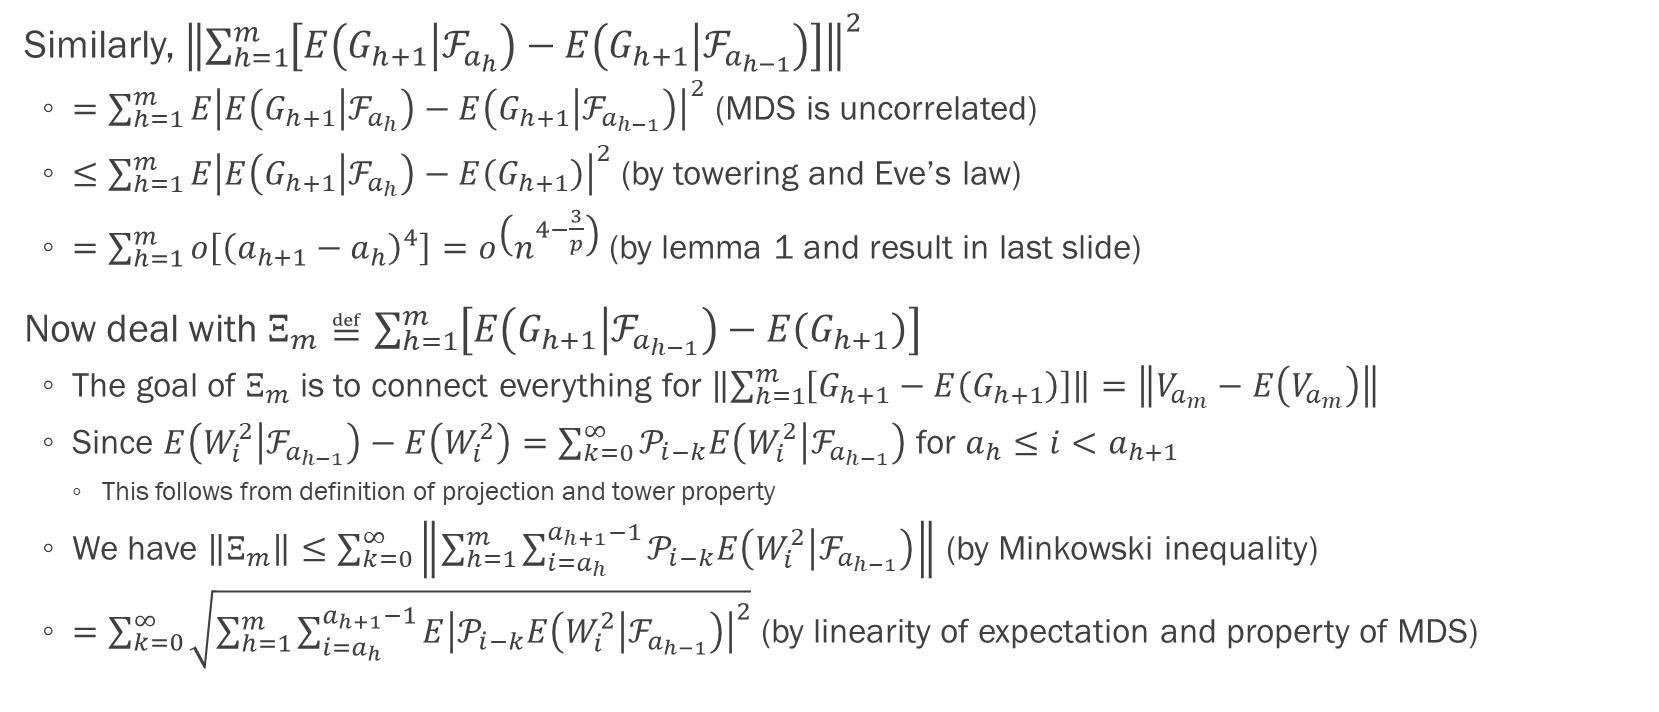 Similarly, ‖∑_{h=1}^{m}[E(G_{h+1}|ℱ_{a_h}) − E(G_{h+1}|ℱ_{a_{h−1}})]‖²
◦ = ∑_{h=1}^{m} E|E(G_{h+1}|ℱ_{a_h}) − E(G_{h+1}|ℱ_{a_{h−1}})|² (MDS is uncorrelated)
◦ ≤ ∑_{h=1}^{m} E|E(G_{h+1}|ℱ_{a_h}) − E(G_{h+1})|² (by towering and Eve’s law)
◦ = ∑_{h=1}^{m} o[(a_{h+1} − a_h)⁴] = o(n^{4−3/p}) (by lemma 1 and result in last slide)
Now deal with Ξ_m ≝ ∑_{h=1}^{m}[E(G_{h+1}|ℱ_{a_{h−1}}) − E(G_{h+1})]
◦ The goal of Ξ_m is to connect everything for ‖∑_{h=1}^{m}[G_{h+1} − E(G_{h+1})]‖ = ‖V_{a_m} − E(V_{a_m})‖
◦ Since E(W_i²|ℱ_{a_{h−1}}) − E(W_i²) = ∑_{k=0}^{∞} 𝒫_{i−k}E(W_i²|ℱ_{a_{h−1}}) for a_h ≤ i < a_{h+1}
◦ This follows from definition of projection and tower property
◦ We have ‖Ξ_m‖ ≤ ∑_{k=0}^{∞} ‖∑_{h=1}^{m} ∑_{i=a_h}^{a_{h+1}−1} 𝒫_{i−k}E(W_i²|ℱ_{a_{h−1}})‖ (by Minkowski inequality)
◦ = ∑_{k=0}^{∞} √(∑_{h=1}^{m} ∑_{i=a_h}^{a_{h+1}−1} E|𝒫_{i−k}E(W_i²|ℱ_{a_{h−1}})|²) (by linearity of expectation and property of MDS)